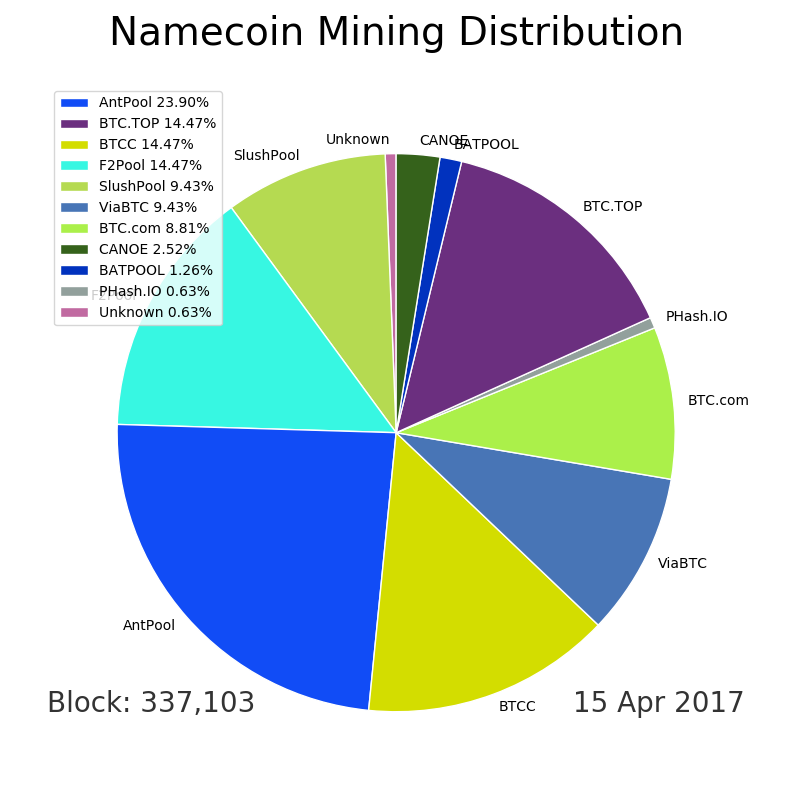 Namecoin Mining Distribution
AntPool 23.90%
BTC.TOP 14.47%
BTCC 14.47%
F2Pool 14.47%
SlushPool 9.43%
ViaBTC 9.43%
BTC.com 8.81%
CANOE 2.52%
BATPOOL 1.26%
PHash.IO 0.63%
Unknown 0.63%
Unknown
CANOE
BATPOOL
SlushPool
BTC.TOP
F2Pool
PHash.IO
BTC.com
ViaBTC
AntPool
BTCC
Block: 337,103
15 Apr 2017